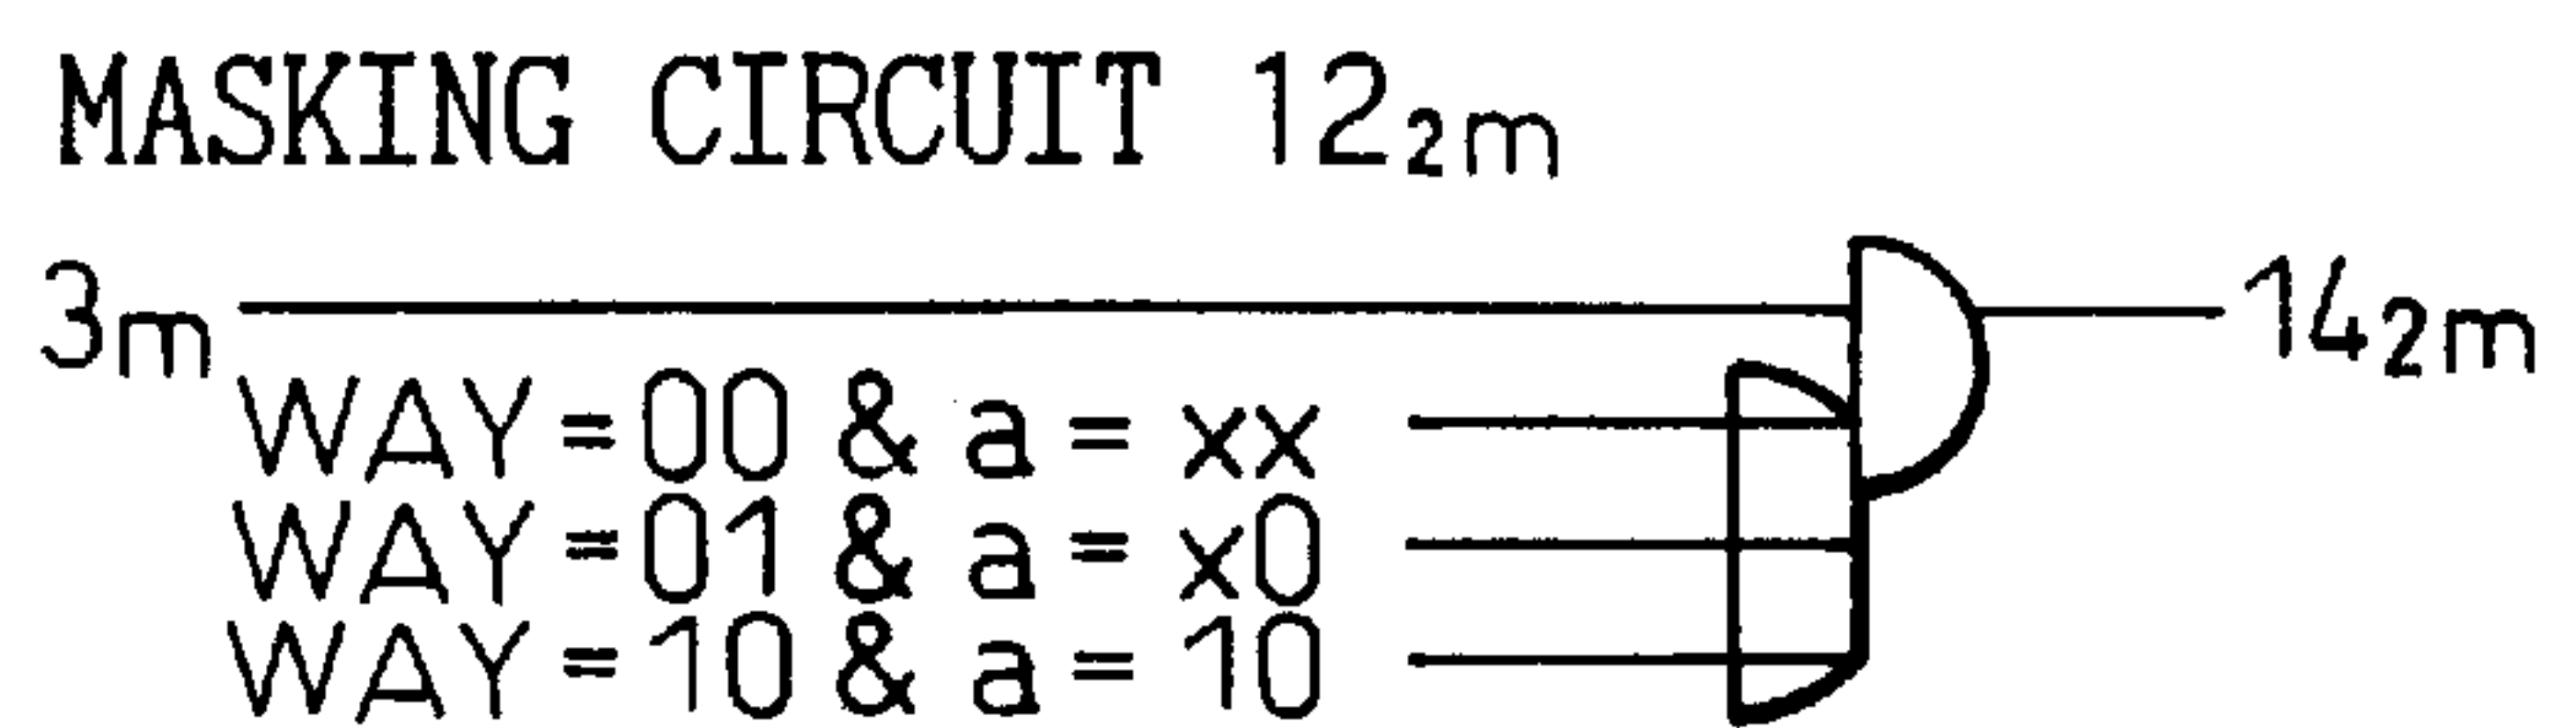 MASKING CIRCUIT 12₂m
3m 14₂m
WAY=00 & a = xx
WAY=01 & a = x0
WAY=10 & a = 10